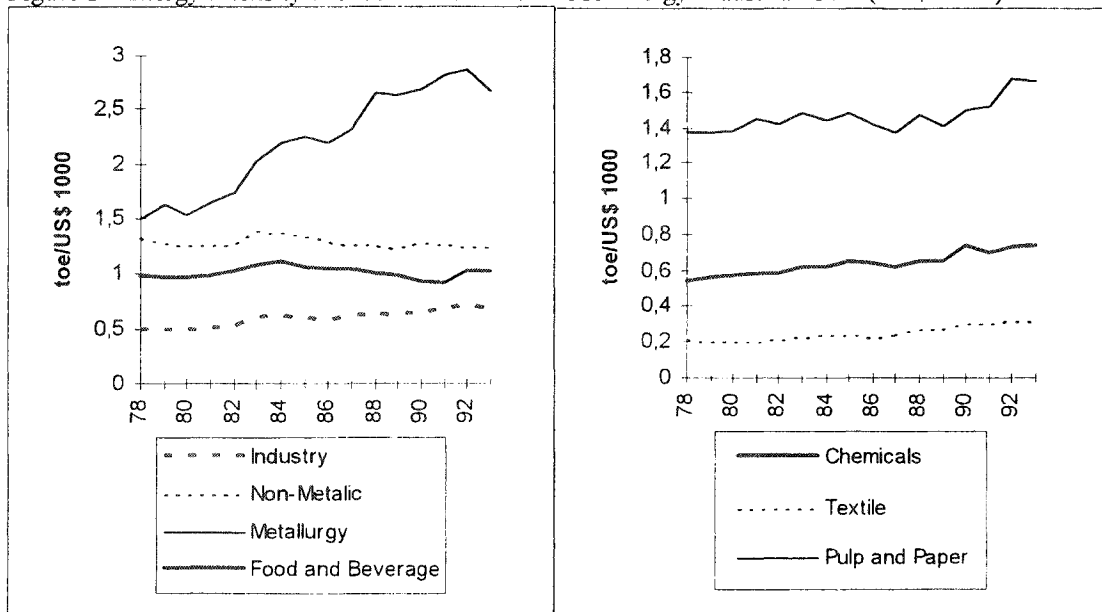 toe/US$ 1000
3
2,5
2
1,5
1
0,5
0
78 80 82 84 86 88 90 92
Industry
Non-Metalic
Metallurgy
Food and Beverage
toe/US$ 1000
1,8
1,6
1,4
1,2
1
0,8
0,6
0,4
0,2
0
78 80 82 84 86 88 90 92
Chemicals
Textile
Pulp and Paper